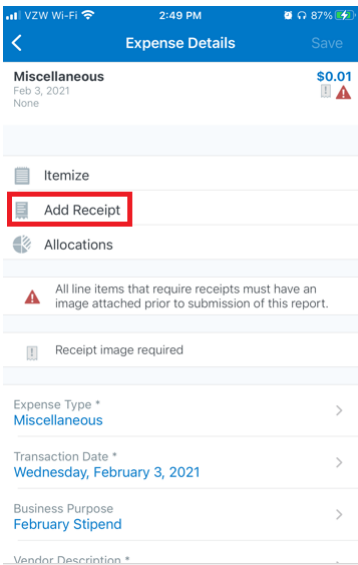 VZW Wi-Fi 2:49 PM 87%
Expense Details Save
Miscellaneous $0.01
Feb 3, 2021
None
Itemize
Add Receipt
Allocations
All line items that require receipts must have an
image attached prior to submission of this report.
Receipt image required
Expense Type *
Miscellaneous
Transaction Date *
Wednesday, February 3, 2021
Business Purpose
February Stipend
Vendor Description *